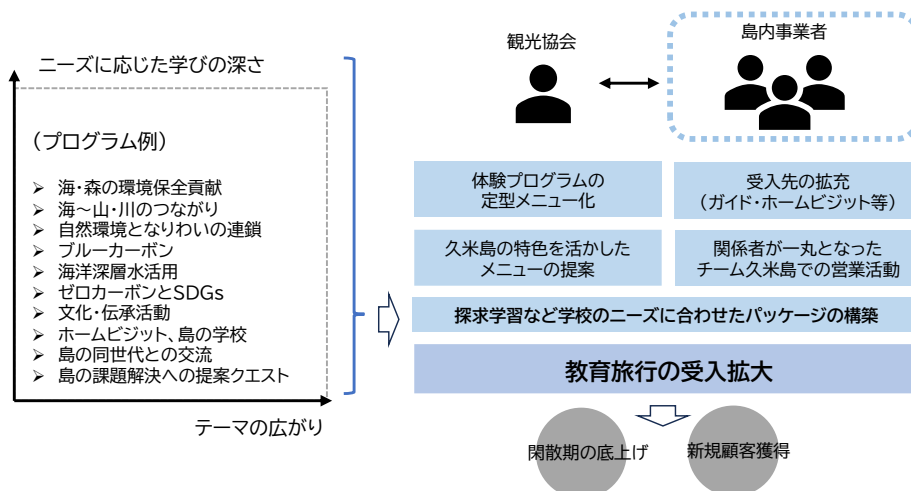 ニーズに応じた学びの深さ
(プログラム例)
➢ 海・森の環境保全貢献
➢ 海~山・川のつながり
➢ 自然環境となりわいの連鎖
➢ ブルーカーボン
➢ 海洋深層水活用
➢ ゼロカーボンとSDGs
➢ 文化・伝承活動
➢ ホームビジット、島の学校
➢ 島の同世代との交流
➢ 島の課題解決への提案クエスト
テーマの広がり
観光協会
島内事業者
体験プログラムの
定型メニュー化
受入先の拡充
(ガイド・ホームビジット等)
久米島の特色を活かした
メニューの提案
関係者が一丸となった
チーム久米島での営業活動
探求学習など学校のニーズに合わせたパッケージの構築
教育旅行の受入拡大
閑散期の底上げ
新規顧客獲得